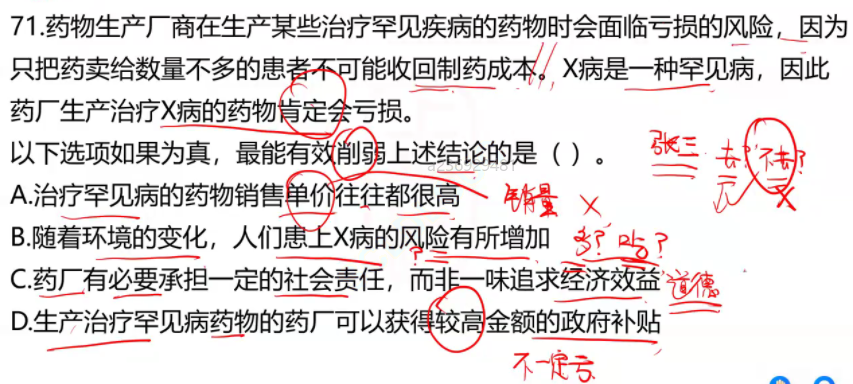 71.药物生产厂商在生产某些治疗罕见疾病的药物时会面临亏损的风险，因为
只把药卖给数量不多的患者不可能收回制药成本。X病是一种罕见病，因此
药厂生产治疗X病的药物肯定会亏损。
以下选项如果为真，最能有效削弱上述结论的是（ ）。
张三 去? 不去?
A.治疗罕见病的药物销售单价往往都很高 销量 X
B.随着环境的变化，人们患上X病的风险有所增加 多? 少?
C.药厂有必要承担一定的社会责任，而非一味追求经济效益 道德
D.生产治疗罕见病药物的药厂可以获得较高金额的政府补贴
不一定亏